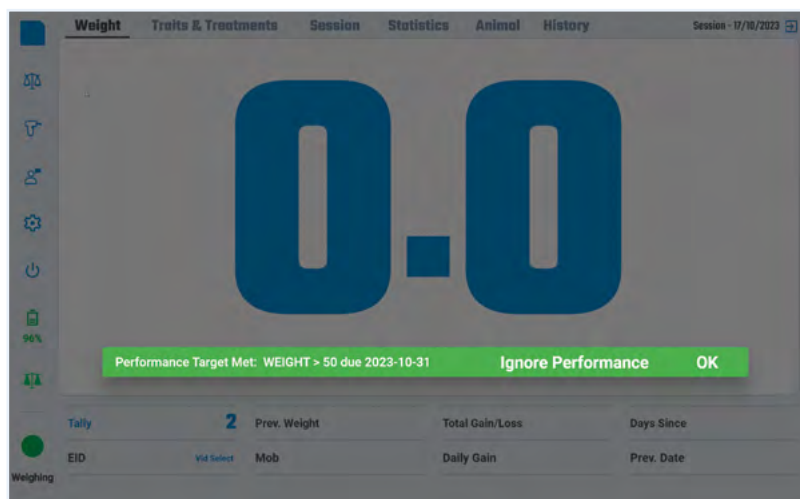 Weight Traits & Treatments Session Statistics Animal History Session - 17/10/2023
0.0
96%
Performance Target Met: WEIGHT > 50 due 2023-10-31 Ignore Performance OK
Tally 2 Prev. Weight Total Gain/Loss Days Since
EID Vid Select Mob Daily Gain Prev. Date
Weighing